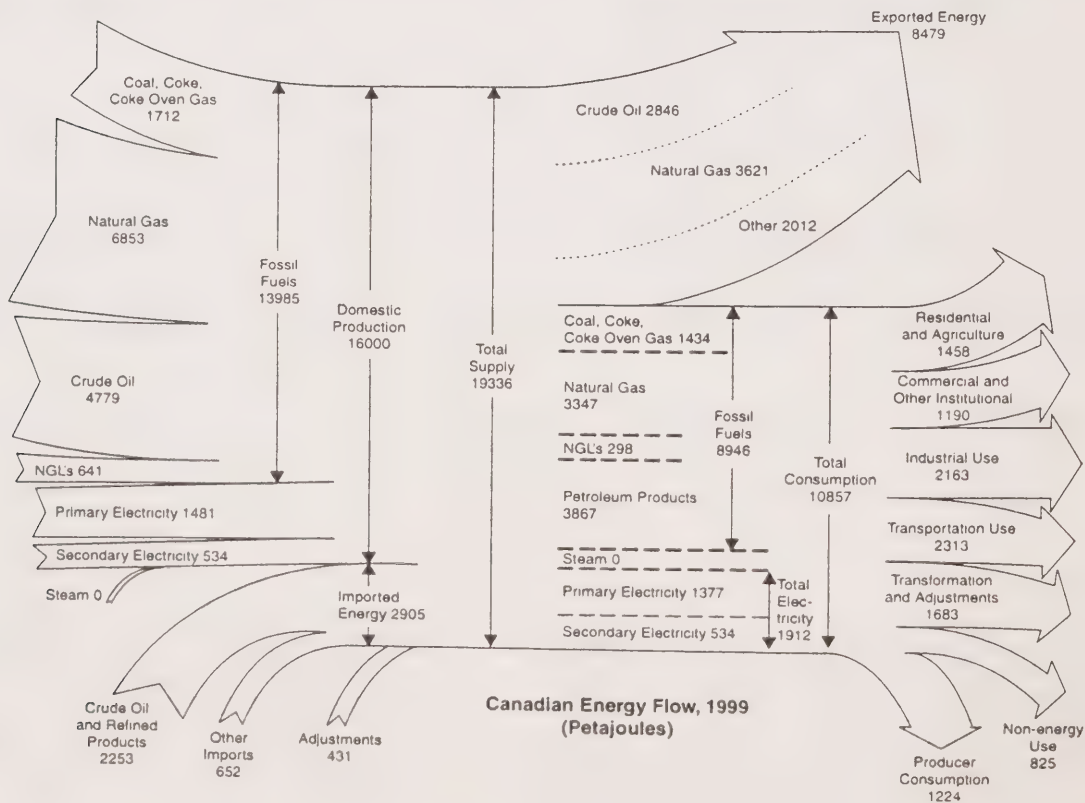 Exported Energy
8479
Coal, Coke,
Coke Oven Gas
1712
Crude Oil 2846
Natural Gas 3621
Other 2012
Natural Gas
6853
Fossil
Fuels
13985
Domestic
Production
16000
Total
Supply
19336
Coal, Coke,
Coke Oven Gas 1434
Natural Gas
3347
NGL's 298
Petroleum Products
3867
Steam 0
Primary Electricity 1377
Secondary Electricity 534
Fossil
Fuels
8946
Total
Elec-
tricity
1912
Total
Consumption
10857
Residential
and Agriculture
1458
Commercial and
Other Institutional
1190
Industrial Use
2163
Transportation Use
2313
Transformation
and Adjustments
1683
Crude Oil
4779
NGL's 641
Primary Electricity 1481
Secondary Electricity 534
Steam 0
Imported
Energy 2905
Crude Oil
and Refined
Products
2253
Other
Imports
652
Adjustments
431
Canadian Energy Flow, 1999
(Petajoules)
Non-energy
Use
825
Producer
Consumption
1224